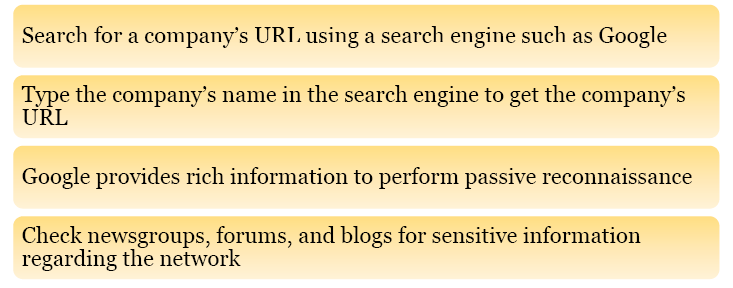 Search for a company’s URL using a search engine such as Google
Type the company’s name in the search engine to get the company’s
URL
Google provides rich information to perform passive reconnaissance
Check newsgroups, forums, and blogs for sensitive information
regarding the network